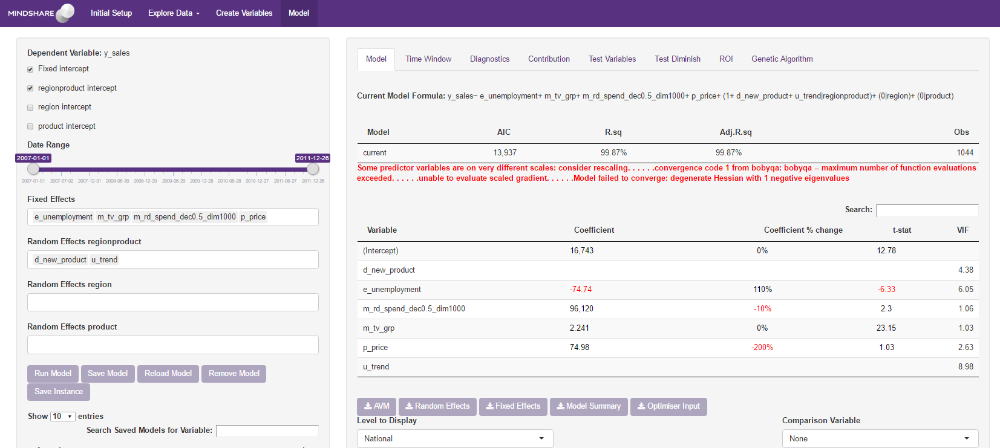 MINDSHARE Initial Setup Explore Data Create Variables Model
Dependent Variable: y_sales
Fixed intercept
regionproduct intercept
region intercept
product intercept
Date Range
2007-01-01 2011-12-26
2007-01-01 2007-07-02 2007-12-31 2008-06-30 2008-12-29 2009-06-29 2009-12-28 2010-06-28 2010-12-27 2011-06-27 2011-12-26
Fixed Effects
e_unemployment m_tv_grp m_rd_spend_dec0.5_dim1000 p_price
Random Effects regionproduct
d_new_product u_trend
Random Effects region
Random Effects product
Run Model Save Model Reload Model Remove Model
Save Instance
Show 10 entries
Search Saved Models for Variable:
Model Time Window Diagnostics Contribution Test Variables Test Diminish ROI Genetic Algorithm
Current Model Formula: y_sales~ e_unemployment+ m_tv_grp+ m_rd_spend_dec0.5_dim1000+ p_price+ (1+ d_new_product+ u_trend|regionproduct)+ (0|region)+ (0|product)
Model AIC R.sq Adj.R.sq Obs
current 13,937 99.87% 99.87% 1044
Some predictor variables are on very different scales: consider rescaling. . . . . .convergence code 1 from bobyqa: bobyqa -- maximum number of function evaluations
exceeded. . . . . .unable to evaluate scaled gradient. . . . . .Model failed to converge: degenerate Hessian with 1 negative eigenvalues
Search:
Variable Coefficient Coefficient % change t-stat VIF
(Intercept) 16,743 0% 12.78
d_new_product 4.38
e_unemployment -74.74 110% -6.33 6.05
m_rd_spend_dec0.5_dim1000 96,120 -10% 2.3 1.06
m_tv_grp 2.241 0% 23.15 1.03
p_price 74.98 -200% 1.03 2.63
u_trend 8.98
AVM Random Effects Fixed Effects Model Summary Optimiser Input
Level to Display Comparison Variable
National None